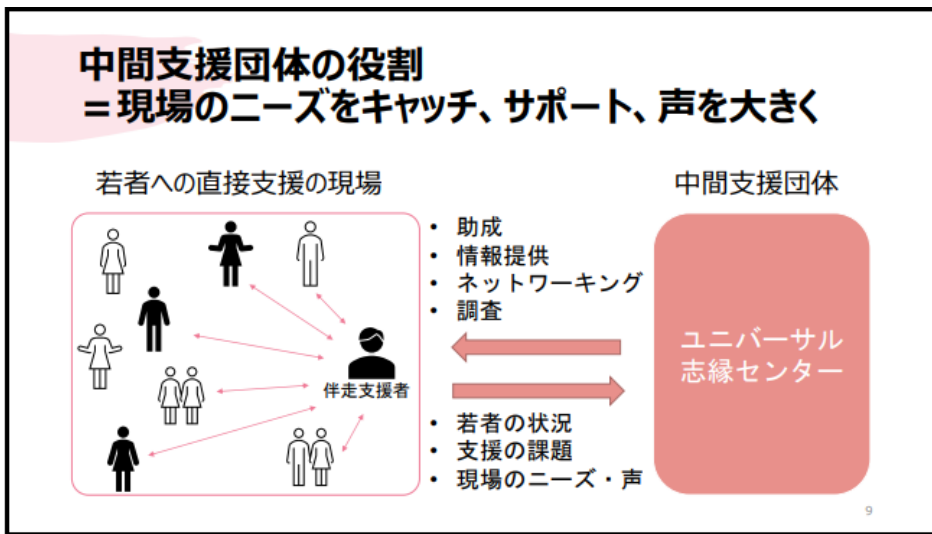 中間支援団体の役割
＝現場のニーズをキャッチ、サポート、声を大きく
若者への直接支援の現場
中間支援団体
伴走支援者
• 助成
• 情報提供
• ネットワーキング
• 調査
• 若者の状況
• 支援の課題
• 現場のニーズ・声
ユニバーサル
志縁センター
9